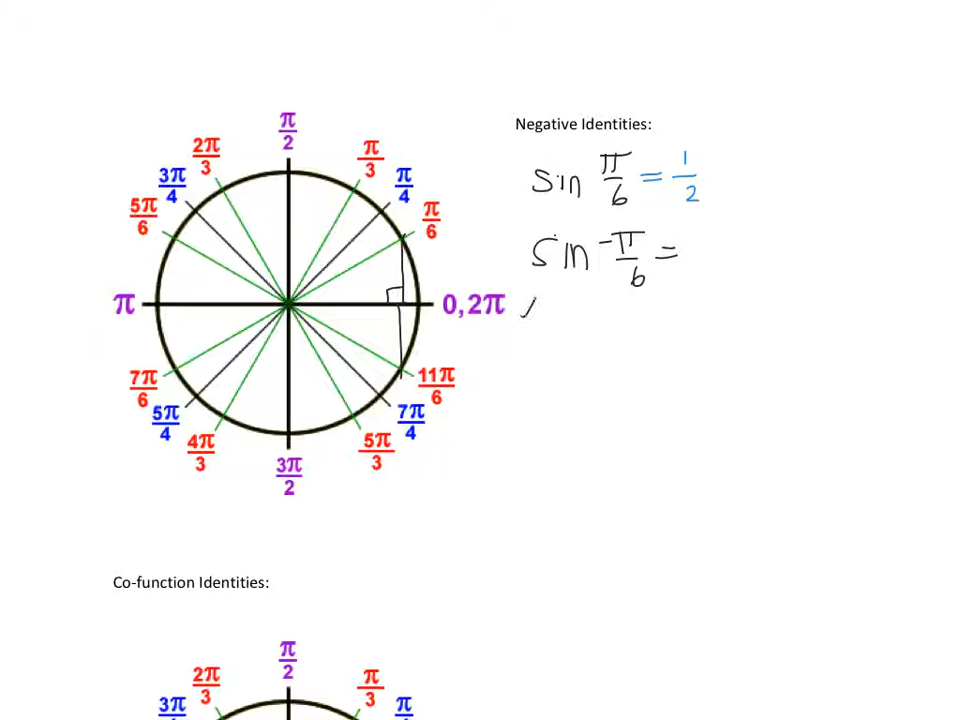 π/2
2π/3
π/3
3π/4
π/4
5π/6
π/6
π
0, 2π
7π/6
11π/6
5π/4
7π/4
4π/3
5π/3
3π/2
Negative Identities:
sin π/6 = 1/2
sin -π/6 =
Co-function Identities:
π/2
2π/3
π/3
3π
π